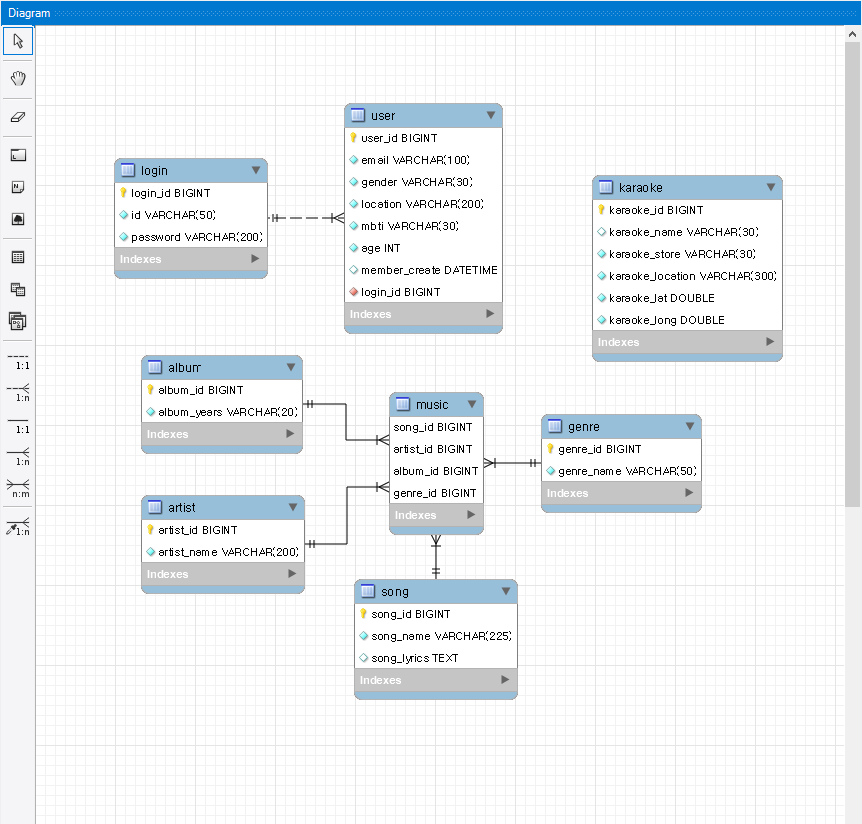 Diagram
user
user_id BIGINT
email VARCHAR(100)
gender VARCHAR(30)
location VARCHAR(200)
mbti VARCHAR(30)
age INT
member_create DATETIME
login_id BIGINT
Indexes
login
login_id BIGINT
id VARCHAR(50)
password VARCHAR(200)
Indexes
karaoke
karaoke_id BIGINT
karaoke_name VARCHAR(30)
karaoke_store VARCHAR(30)
karaoke_location VARCHAR(300)
karaoke_lat DOUBLE
karaoke_long DOUBLE
Indexes
album
album_id BIGINT
album_years VARCHAR(20)
Indexes
music
song_id BIGINT
artist_id BIGINT
album_id BIGINT
genre_id BIGINT
Indexes
genre
genre_id BIGINT
genre_name VARCHAR(50)
Indexes
artist
artist_id BIGINT
artist_name VARCHAR(200)
Indexes
song
song_id BIGINT
song_name VARCHAR(225)
song_lyrics TEXT
Indexes
1:1
1:n
1:1
1:n
n:m
1:n